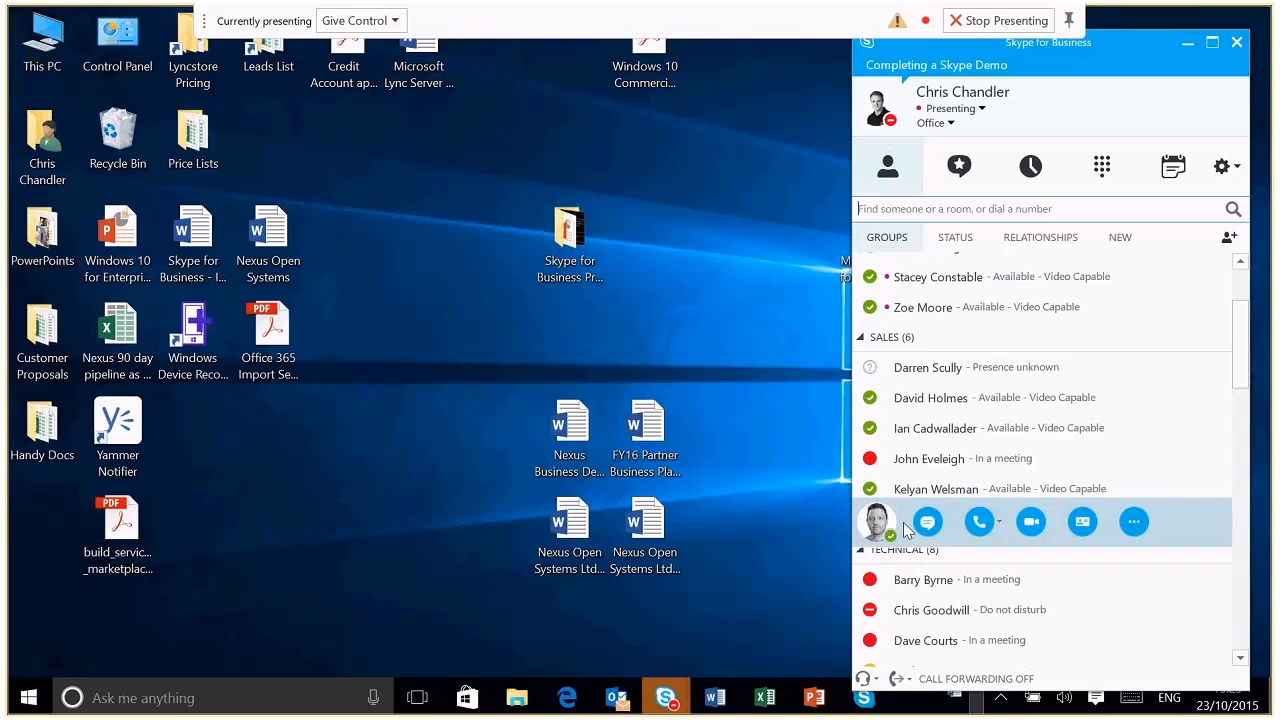 Currently presenting
Give Control
Stop Presenting
This PC
Control Panel
Lyncstore
Pricing
Leads List
Credit
Account ap...
Microsoft
Lync Server ...
Windows 10
Commerci...
Chris
Chandler
Recycle Bin
Price Lists
PowerPoints
Windows 10
for Enterpri...
Skype for
Business - I...
Nexus Open
Systems
Skype for
Business Pr...
Customer
Proposals
Nexus 90 day
pipeline as ...
Windows
Device Reco...
PDF
Office 365
Import Se...
Handy Docs
Yammer
Notifier
Nexus
Business De...
FY16 Partner
Business Pla...
PDF
build_servic...
_marketplac...
Nexus Open
Systems Ltd...
Nexus Open
Systems Ltd...
Skype for Business
Completing a Skype Demo
Chris Chandler
Presenting
Office
Find someone or a room, or dial a number
GROUPS
STATUS
RELATIONSHIPS
NEW
Stacey Constable - Available - Video Capable
Zoe Moore - Available - Video Capable
SALES (6)
Darren Scully - Presence unknown
David Holmes - Available - Video Capable
Ian Cadwallader - Available - Video Capable
John Eveleigh - In a meeting
Kelyan Welsman - Available - Video Capable
TECHNICAL (8)
Barry Byrne - In a meeting
Chris Goodwill - Do not disturb
Dave Courts - In a meeting
CALL FORWARDING OFF
Ask me anything
ENG
23/10/2015